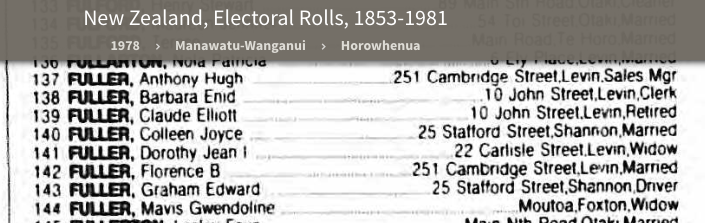 New Zealand, Electoral Rolls, 1853-1981
1978 › Manawatu-Wanganui › Horowhenua
136 FULLARTON, Nola Patricia 6 Ely Place,Levin,Married
137 FULLER, Anthony Hugh 251 Cambridge Street,Levin,Sales Mgr
138 FULLER, Barbara Enid 10 John Street,Levin,Clerk
139 FULLER, Claude Elliott 10 John Street,Levin,Retired
140 FULLER, Colleen Joyce 25 Stafford Street,Shannon,Married
141 FULLER, Dorothy Jean I 22 Carlisle Street,Levin,Widow
142 FULLER, Florence B 251 Cambridge Street,Levin,Married
143 FULLER, Graham Edward 25 Stafford Street,Shannon,Driver
144 FULLER, Mavis Gwendoline Moutoa,Foxton,Widow